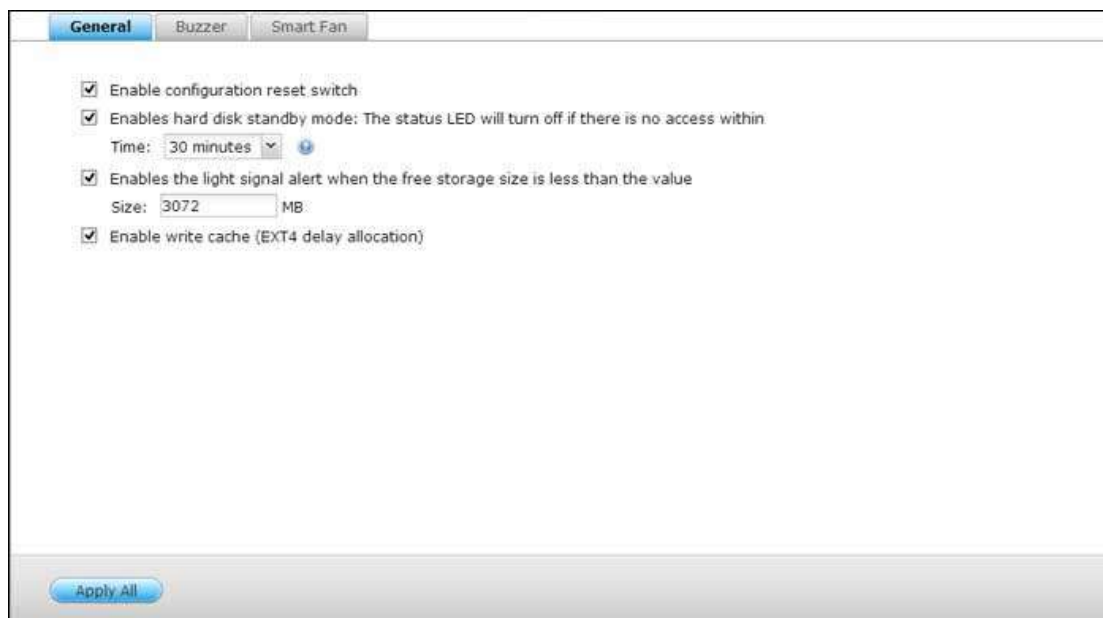 General Buzzer Smart Fan
Enable configuration reset switch
Enables hard disk standby mode: The status LED will turn off if there is no access within
Time: 30 minutes
Enables the light signal alert when the free storage size is less than the value
Size: 3072 MB
Enable write cache (EXT4 delay allocation)
Apply All